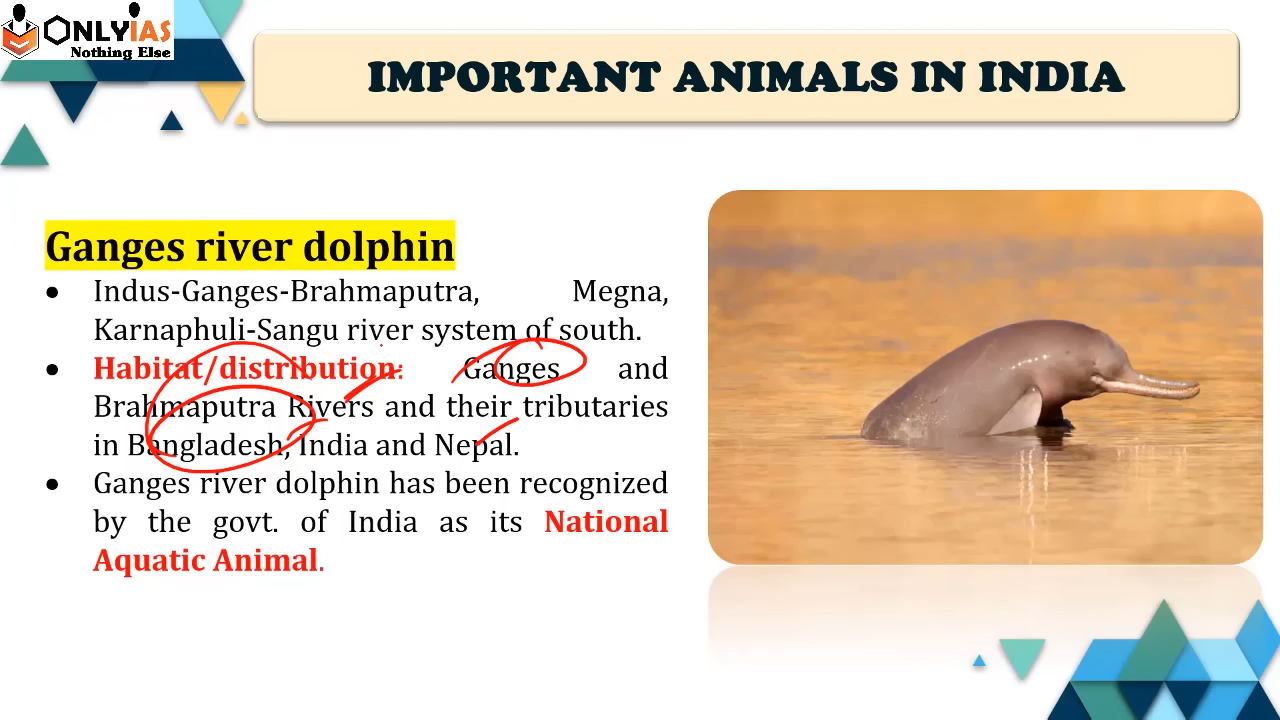 ONLYIAS
Nothing Else
IMPORTANT ANIMALS IN INDIA
Ganges river dolphin
• Indus-Ganges-Brahmaputra, Megna,
Karnaphuli-Sangu river system of south.
• Habitat/distribution: Ganges and
Brahmaputra Rivers and their tributaries
in Bangladesh, India and Nepal.
• Ganges river dolphin has been recognized
by the govt. of India as its National
Aquatic Animal.